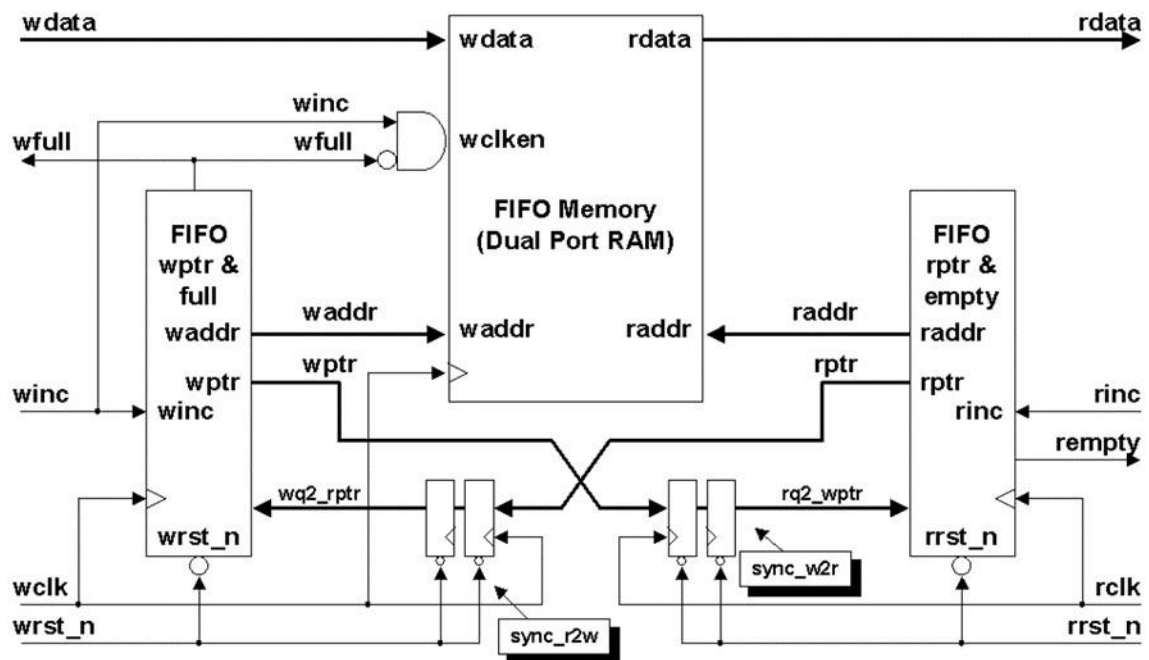 wdata
wdata
rdata
rdata
winc
wfull
wfull
wclken
FIFO Memory
(Dual Port RAM)
FIFO
wptr &
full
FIFO
rptr &
empty
waddr
waddr
waddr
raddr
raddr
raddr
wptr
wptr
rptr
rptr
winc
winc
rinc
rinc
rempty
wq2_rptr
rq2_wptr
wrst_n
rrst_n
sync_w2r
wclk
rclk
wrst_n
sync_r2w
rrst_n